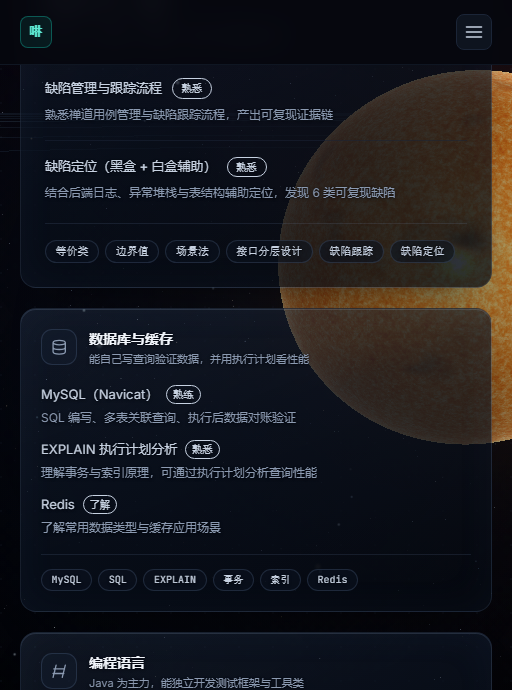 啡
缺陷管理与跟踪流程 熟悉
熟悉禅道用例管理与缺陷跟踪流程，产出可复现证据链
缺陷定位（黑盒 + 白盒辅助） 熟悉
结合后端日志、异常堆栈与表结构辅助定位，发现 6 类可复现缺陷
等价类 边界值 场景法 接口分层设计 缺陷跟踪 缺陷定位
数据库与缓存
能自己写查询验证数据，并用执行计划看性能
MySQL（Navicat） 熟练
SQL 编写、多表关联查询、执行后数据对账验证
EXPLAIN 执行计划分析 熟悉
理解事务与索引原理，可通过执行计划分析查询性能
Redis 了解
了解常用数据类型与缓存应用场景
MySQL SQL EXPLAIN 事务 索引 Redis
编程语言
Java 为主力，能独立开发测试框架与工具类